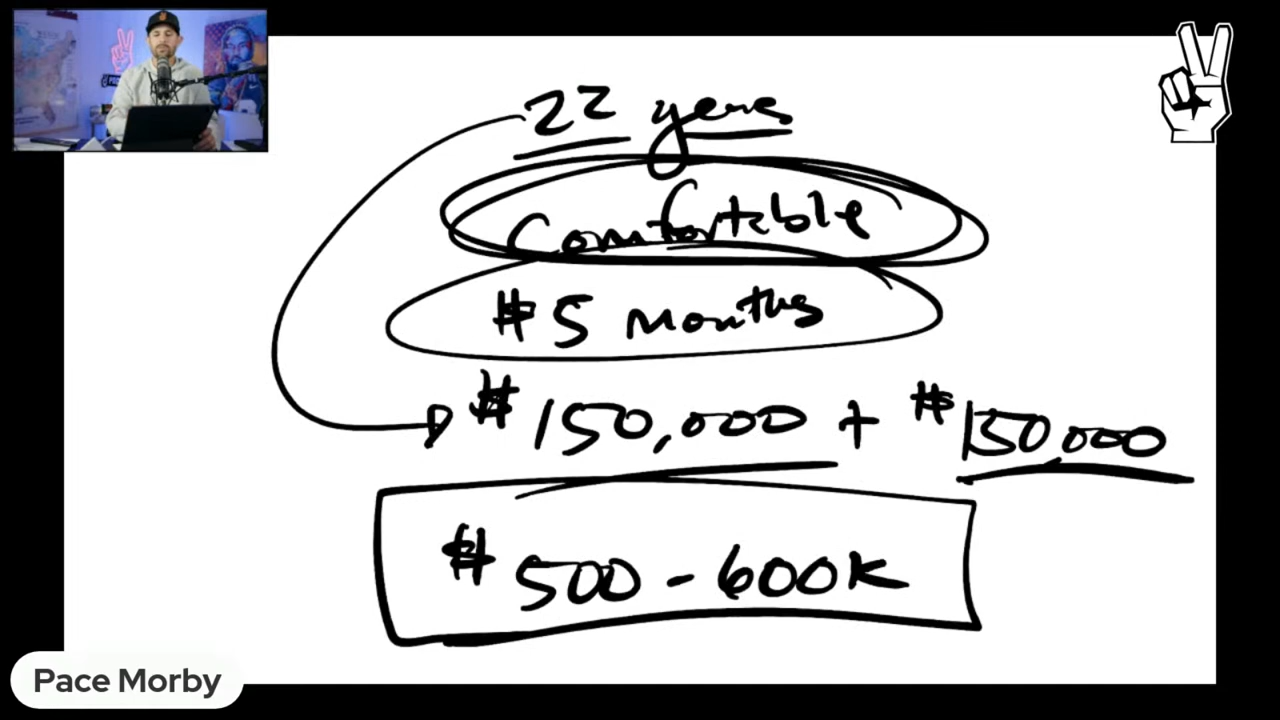 22 years
Comfortable
$5 Months
$150,000 + $150,000
$500-600K
Pace Morby